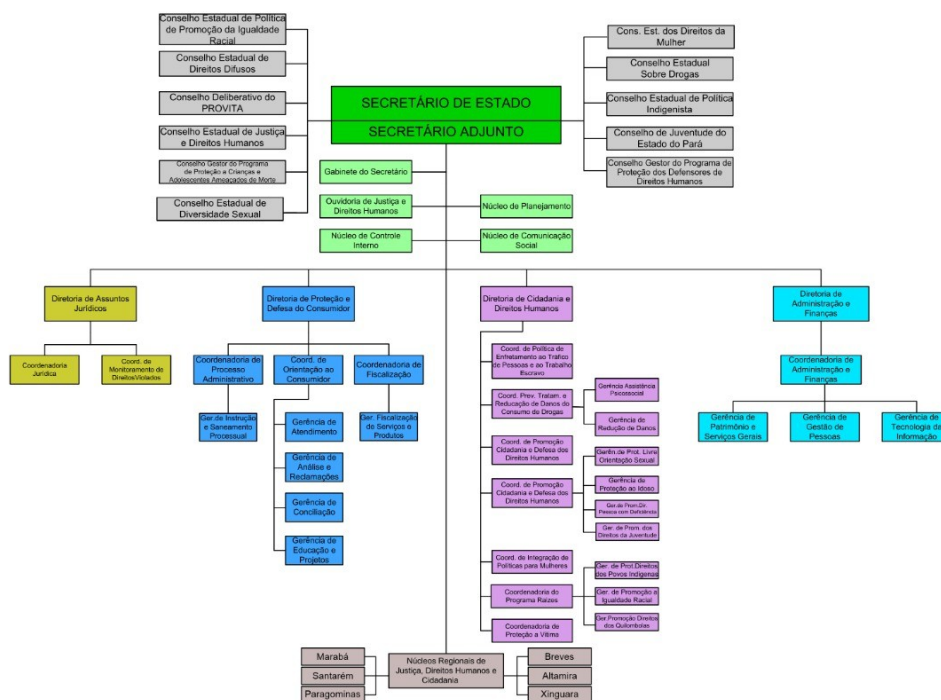 Conselho Estadual de Política
de Promoção da Igualdade
Racial
Conselho Estadual de
Direitos Difusos
Conselho Deliberativo do
PROVITA
Conselho Estadual de Justiça
e Direitos Humanos
Conselho Gestor do Programa
de Proteção a Crianças e
Adolescentes Ameaçados de Morte
Conselho Estadual de
Diversidade Sexual
SECRETÁRIO DE ESTADO
SECRETÁRIO ADJUNTO
Cons. Est. dos Direitos da
Mulher
Conselho Estadual
Sobre Drogas
Conselho Estadual de Política
Indigenista
Conselho de Juventude do
Estado do Pará
Conselho Gestor do Programa de
Proteção dos Defensores de
Direitos Humanos
Gabinete do Secretário
Ouvidoria de Justiça e
Direitos Humanos
Núcleo de Planejamento
Núcleo de Controle
Interno
Núcleo de Comunicação
Social
Diretoria de Assuntos
Jurídicos
Coordenadoria
Jurídica
Coord. de
Monitoramento de
DireitosViolados
Diretoria de Proteção e
Defesa do Consumidor
Coordenadoria de
Processo
Administrativo
Ger.de Instrução
e Saneamento
Processual
Coord. de
Orientação ao
Consumidor
Gerência de
Atendimento
Gerência de
Análise e
Reclamações
Gerência de
Conciliação
Gerência de
Educação e
Projetos
Coordenadoria de
Fiscalização
Ger. Fiscalização
de Serviços e
Produtos
Diretoria de Cidadania e
Direitos Humanos
Coord. de Política de
Enfretamento ao Tráfico
de Pessoas e ao Trabalho
Escravo
Coord. Prev. Tratam. e
Reducação de Danos do
Consumo de Drogas
Gerência Assistência
Psicossocial
Gerência de
Redução de Danos
Coord. de Promoção
Cidadania e Defesa dos
Direitos Humanos
Coord. de Promoção
Cidadania e Defesa dos
Direitos Humanos
Gerên.de Prot. Livre
Orientação Sexual
Gerência de
Proteção ao Idoso
Ger.de Prom.Dir.
Pessoa com Deficiência
Ger. de Prom. dos
Direitos da Juventude
Coord. de Integração de
Políticas para Mulheres
Coordenadoria do
Programa Raízes
Ger. de Prot.Direitos
dos Povos Indígenas
Ger. de Promoção a
Igualdade Racial
Ger.Promoção Direitos
dos Quilombolas
Coordenadoria de
Proteção a Vítima
Diretoria de
Administração e
Finanças
Coordenadoria de
Administração e
Finanças
Gerência de
Patrimônio e
Serviços Gerais
Gerência de
Gestão de
Pessoas
Gerência de
Tecnologia da
Informação
Núcleos Regionais de
Justiça, Direitos Humanos e
Cidadania
Marabá
Santarém
Paragominas
Breves
Altamira
Xinguara